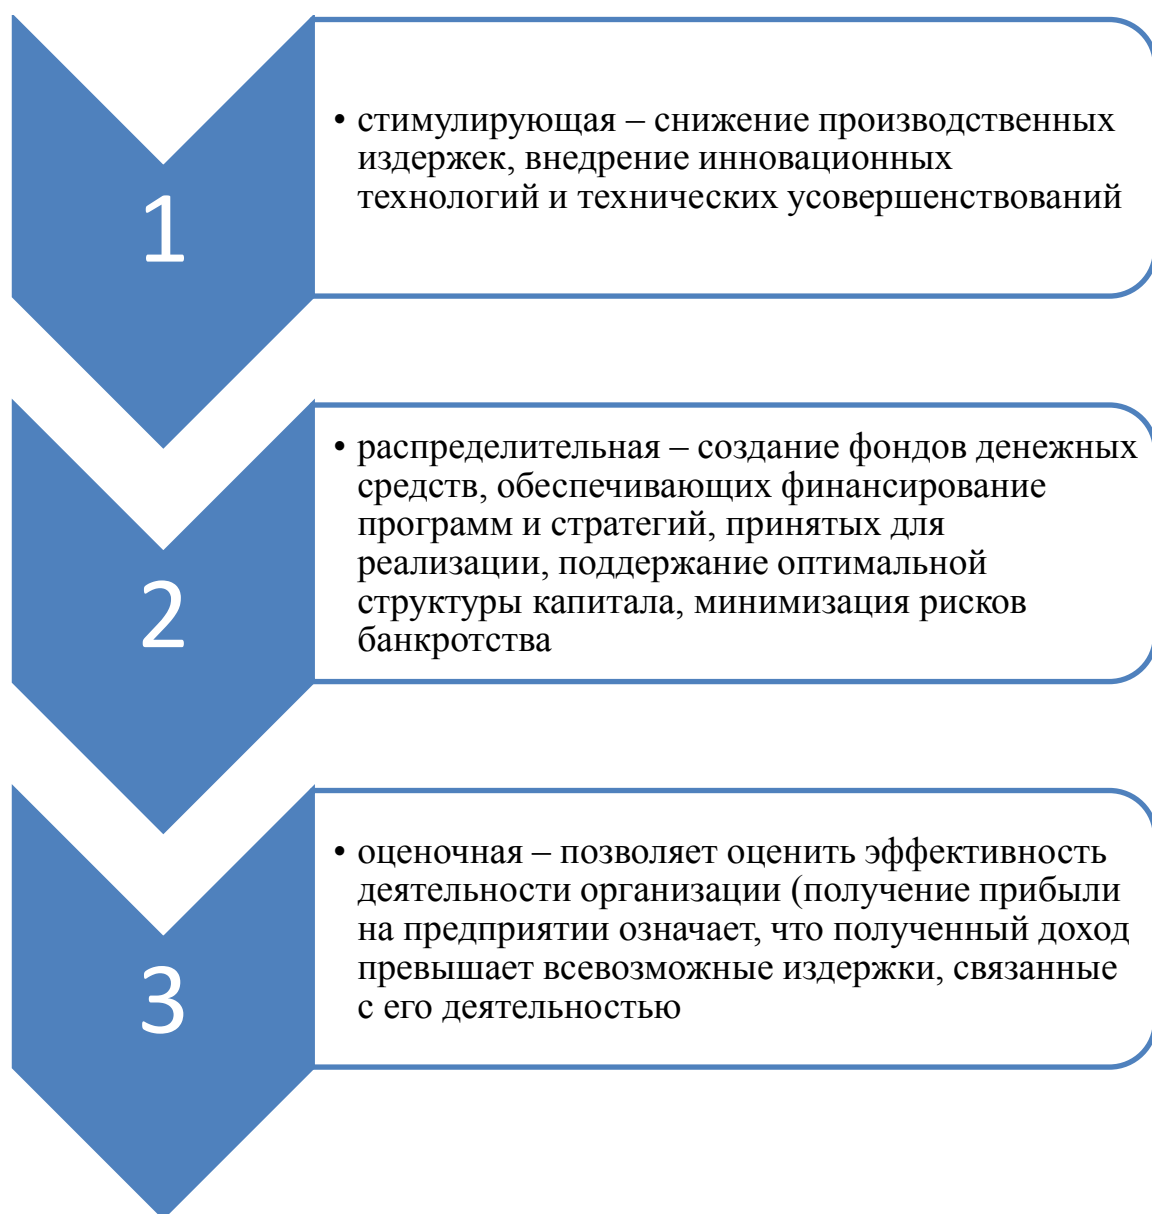 1
• стимулирующая – снижение производственных
издержек, внедрение инновационных
технологий и технических усовершенствований
2
• распределительная – создание фондов денежных
средств, обеспечивающих финансирование
программ и стратегий, принятых для
реализации, поддержание оптимальной
структуры капитала, минимизация рисков
банкротства
3
• оценочная – позволяет оценить эффективность
деятельности организации (получение прибыли
на предприятии означает, что полученный доход
превышает всевозможные издержки, связанные
с его деятельностью